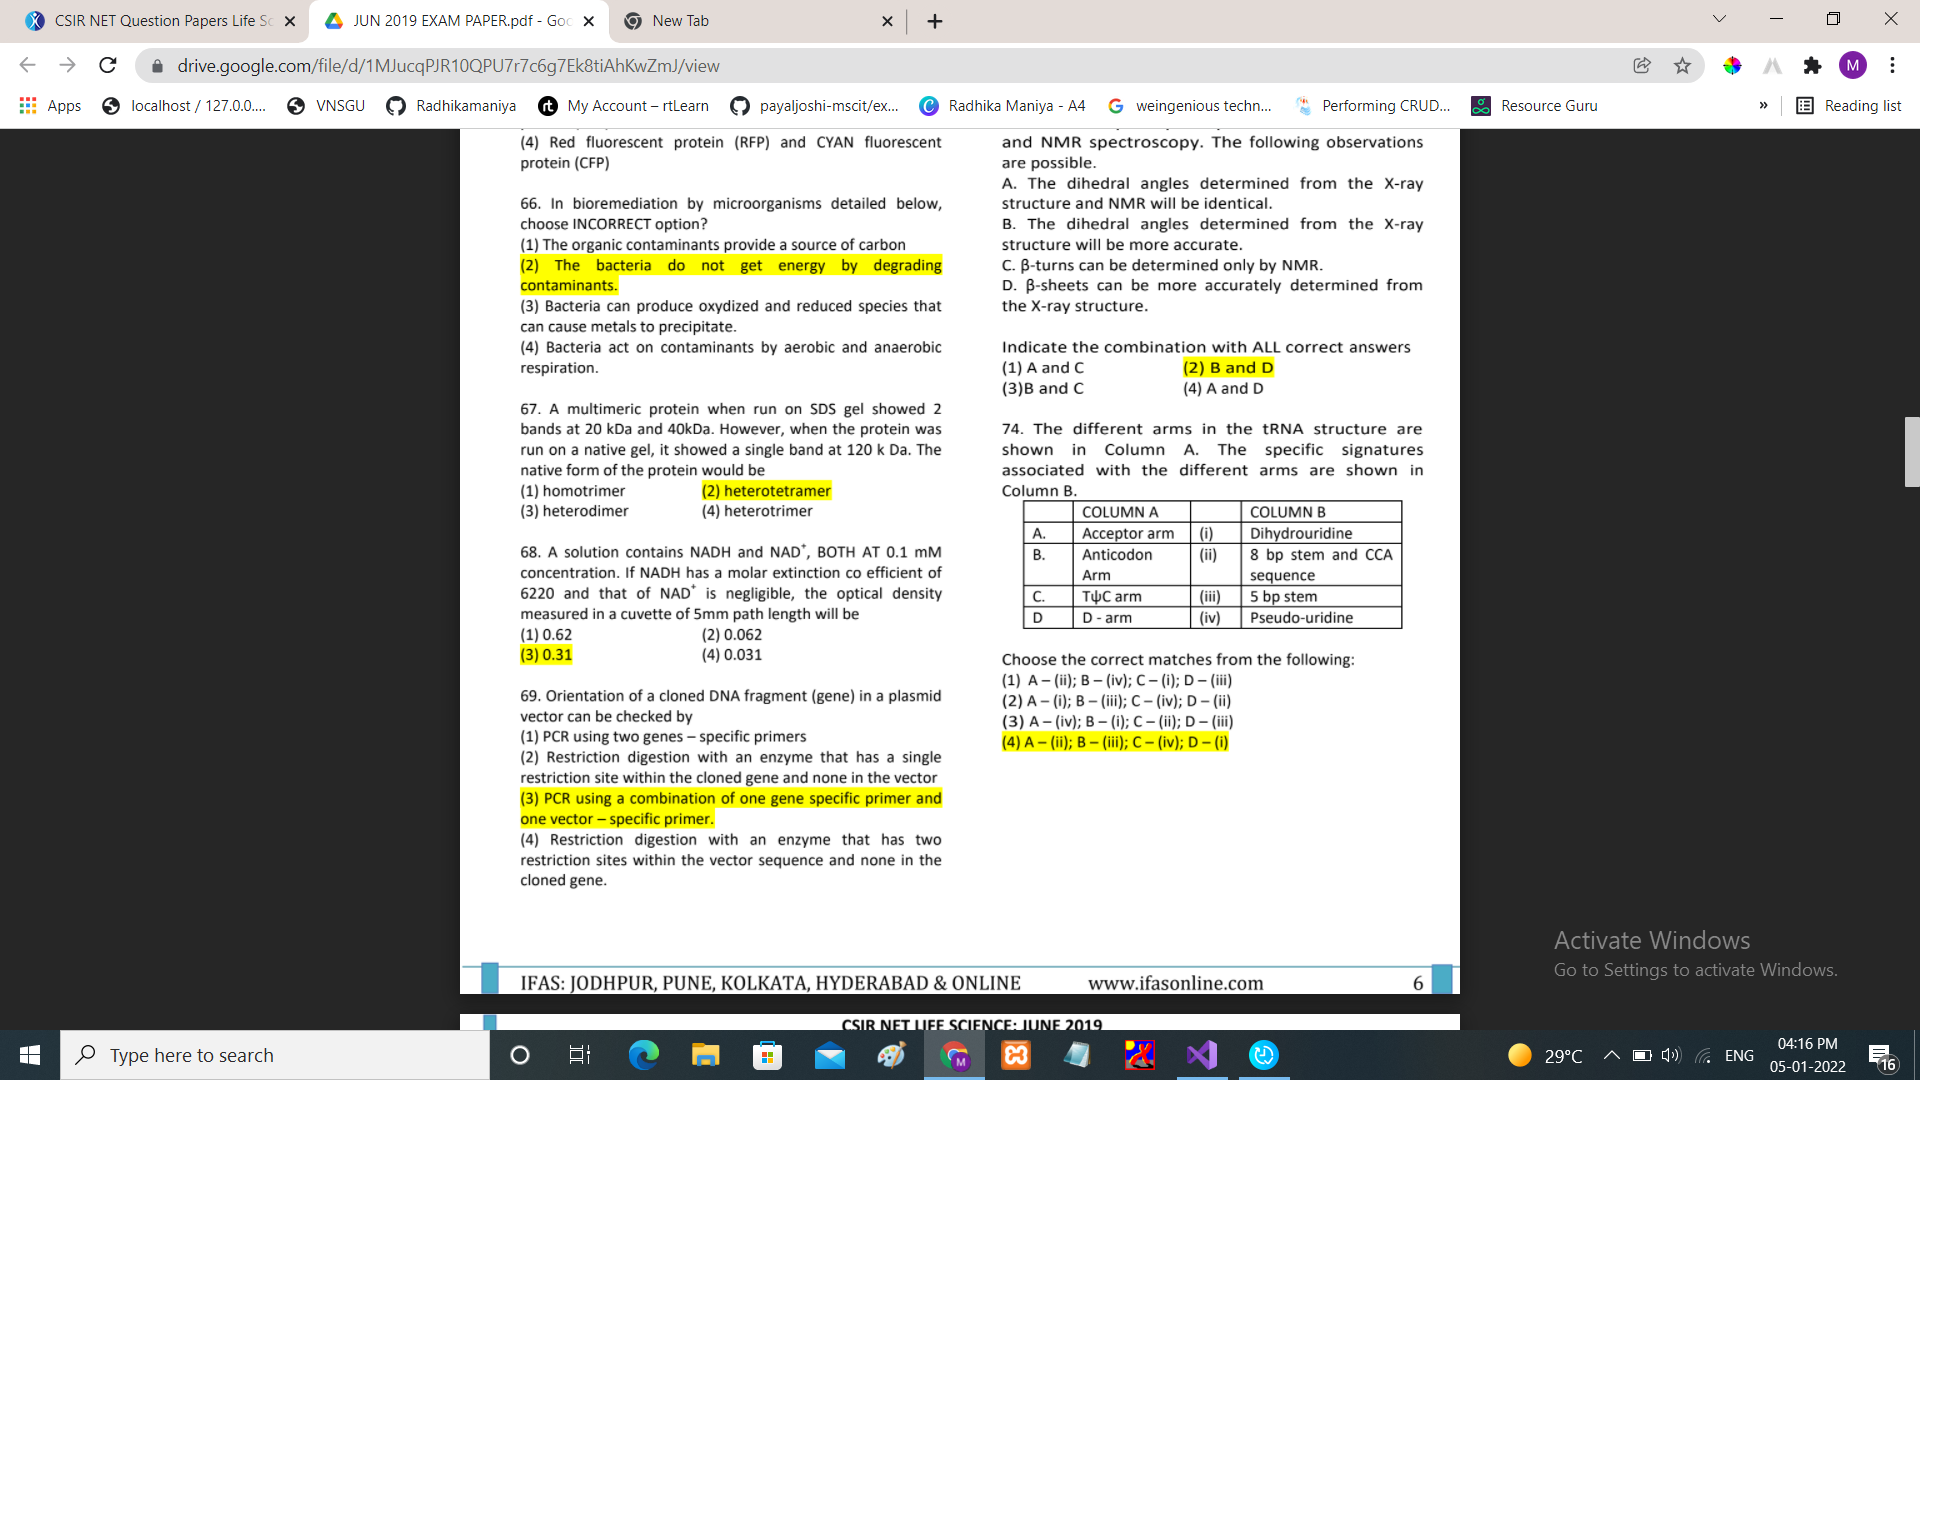 CSIR NET Question Papers Life Sc
JUN 2019 EXAM PAPER.pdf - Goo
New Tab
drive.google.com/file/d/1MJucqPJR10QPU7r7c6g7Ek8tiAhKwZmJ/view
M
Apps
localhost / 127.0.0....
VNSGU
Radhikamaniya
rt
My Account – rtLearn
payaljoshi-mscit/ex...
Radhika Maniya - A4
weingenious techn...
Performing CRUD...
Resource Guru
»
Reading list
(4) Red fluorescent protein (RFP) and CYAN fluorescent
protein (CFP)
66. In bioremediation by microorganisms detailed below,
choose INCORRECT option?
(1) The organic contaminants provide a source of carbon
(2) The bacteria do not get energy by degrading
contaminants.
(3) Bacteria can produce oxydized and reduced species that
can cause metals to precipitate.
(4) Bacteria act on contaminants by aerobic and anaerobic
respiration.
67. A multimeric protein when run on SDS gel showed 2
bands at 20 kDa and 40kDa. However, when the protein was
run on a native gel, it showed a single band at 120 k Da. The
native form of the protein would be
(1) homotrimer (2) heterotetramer
(3) heterodimer (4) heterotrimer
68. A solution contains NADH and NAD⁺, BOTH AT 0.1 mM
concentration. If NADH has a molar extinction co efficient of
6220 and that of NAD⁺ is negligible, the optical density
measured in a cuvette of 5mm path length will be
(1) 0.62 (2) 0.062
(3) 0.31 (4) 0.031
69. Orientation of a cloned DNA fragment (gene) in a plasmid
vector can be checked by
(1) PCR using two genes – specific primers
(2) Restriction digestion with an enzyme that has a single
restriction site within the cloned gene and none in the vector
(3) PCR using a combination of one gene specific primer and
one vector – specific primer.
(4) Restriction digestion with an enzyme that has two
restriction sites within the vector sequence and none in the
cloned gene.
and NMR spectroscopy. The following observations
are possible.
A. The dihedral angles determined from the X-ray
structure and NMR will be identical.
B. The dihedral angles determined from the X-ray
structure will be more accurate.
C. β-turns can be determined only by NMR.
D. β-sheets can be more accurately determined from
the X-ray structure.
Indicate the combination with ALL correct answers
(1) A and C (2) B and D
(3)B and C (4) A and D
74. The different arms in the tRNA structure are
shown in Column A. The specific signatures
associated with the different arms are shown in
Column B.
COLUMN A COLUMN B
A. Acceptor arm (i) Dihydrouridine
B. Anticodon (ii) 8 bp stem and CCA
Arm sequence
C. TψC arm (iii) 5 bp stem
D D - arm (iv) Pseudo-uridine
Choose the correct matches from the following:
(1) A – (ii); B – (iv); C – (i); D – (iii)
(2) A – (i); B – (iii); C – (iv); D – (ii)
(3) A – (iv); B – (i); C – (ii); D – (iii)
(4) A – (ii); B – (iii); C – (iv); D – (i)
Activate Windows
Go to Settings to activate Windows.
IFAS: JODHPUR, PUNE, KOLKATA, HYDERABAD & ONLINE www.ifasonline.com 6
CSIR NET LIFE SCIENCE: JUNE 2019
Type here to search
M
29°C
ENG
04:16 PM
05-01-2022
16